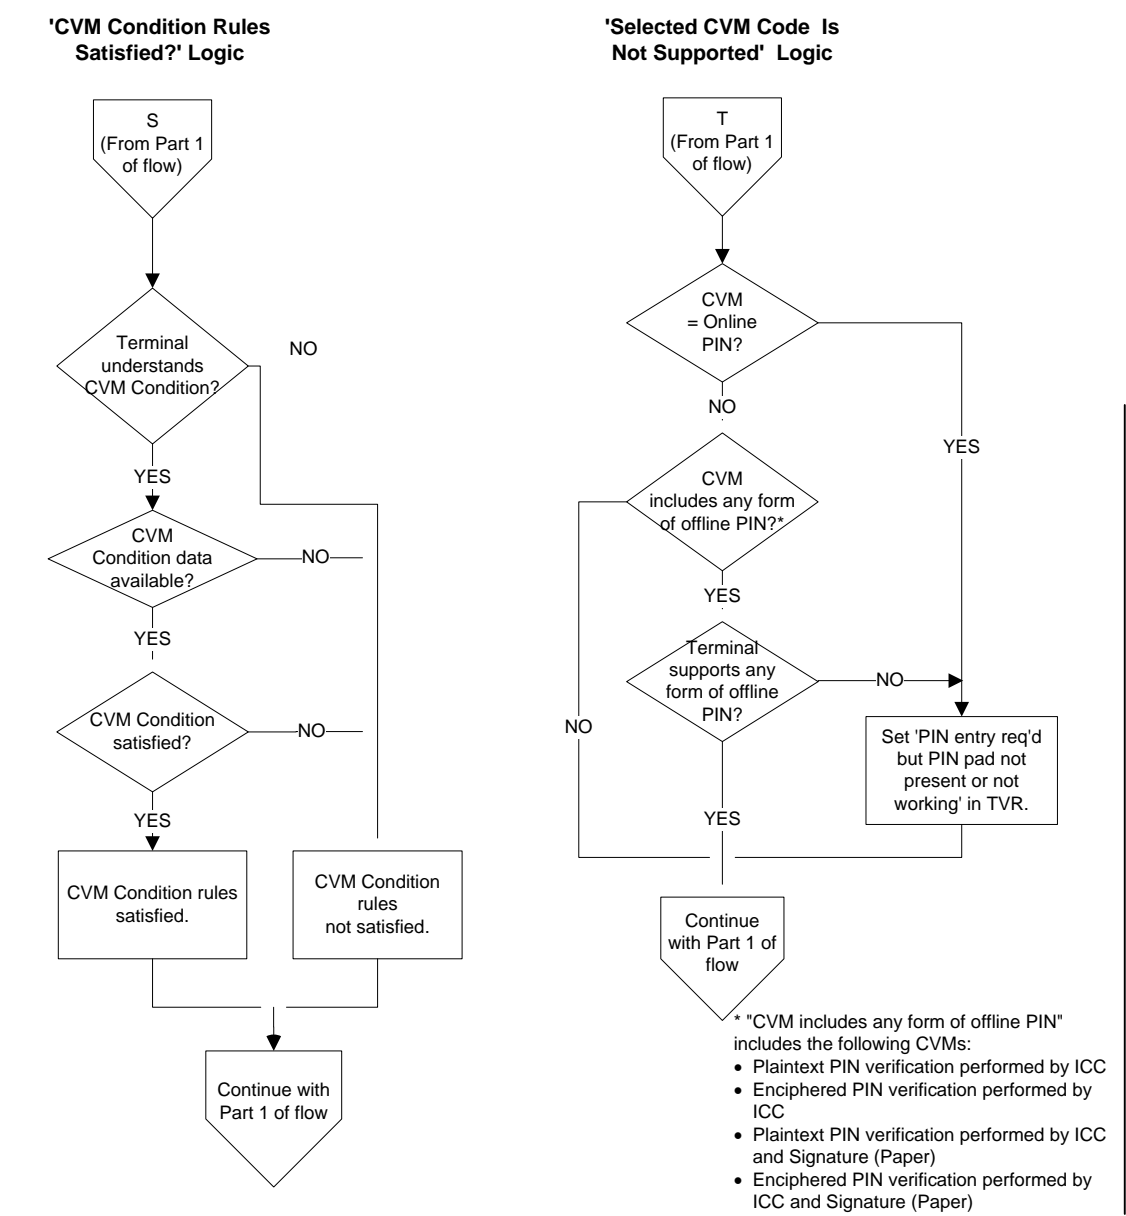 'CVM Condition Rules
Satisfied?' Logic
S
(From Part 1
of flow)
Terminal
understands
CVM Condition?
NO
YES
CVM
Condition data
available?
NO
YES
CVM Condition
satisfied?
NO
YES
CVM Condition rules
satisfied.
CVM Condition
rules
not satisfied.
Continue with
Part 1 of flow
'Selected CVM Code Is
Not Supported' Logic
T
(From Part 1
of flow)
CVM
= Online
PIN?
NO
YES
CVM
includes any form
of offline PIN?*
YES
NO
Terminal
supports any
form of offline
PIN?
NO
YES
Set 'PIN entry req'd
but PIN pad not
present or not
working' in TVR.
Continue
with Part 1 of
flow
* "CVM includes any form of offline PIN"
includes the following CVMs:
• Plaintext PIN verification performed by ICC
• Enciphered PIN verification performed by
ICC
• Plaintext PIN verification performed by ICC
and Signature (Paper)
• Enciphered PIN verification performed by
ICC and Signature (Paper)